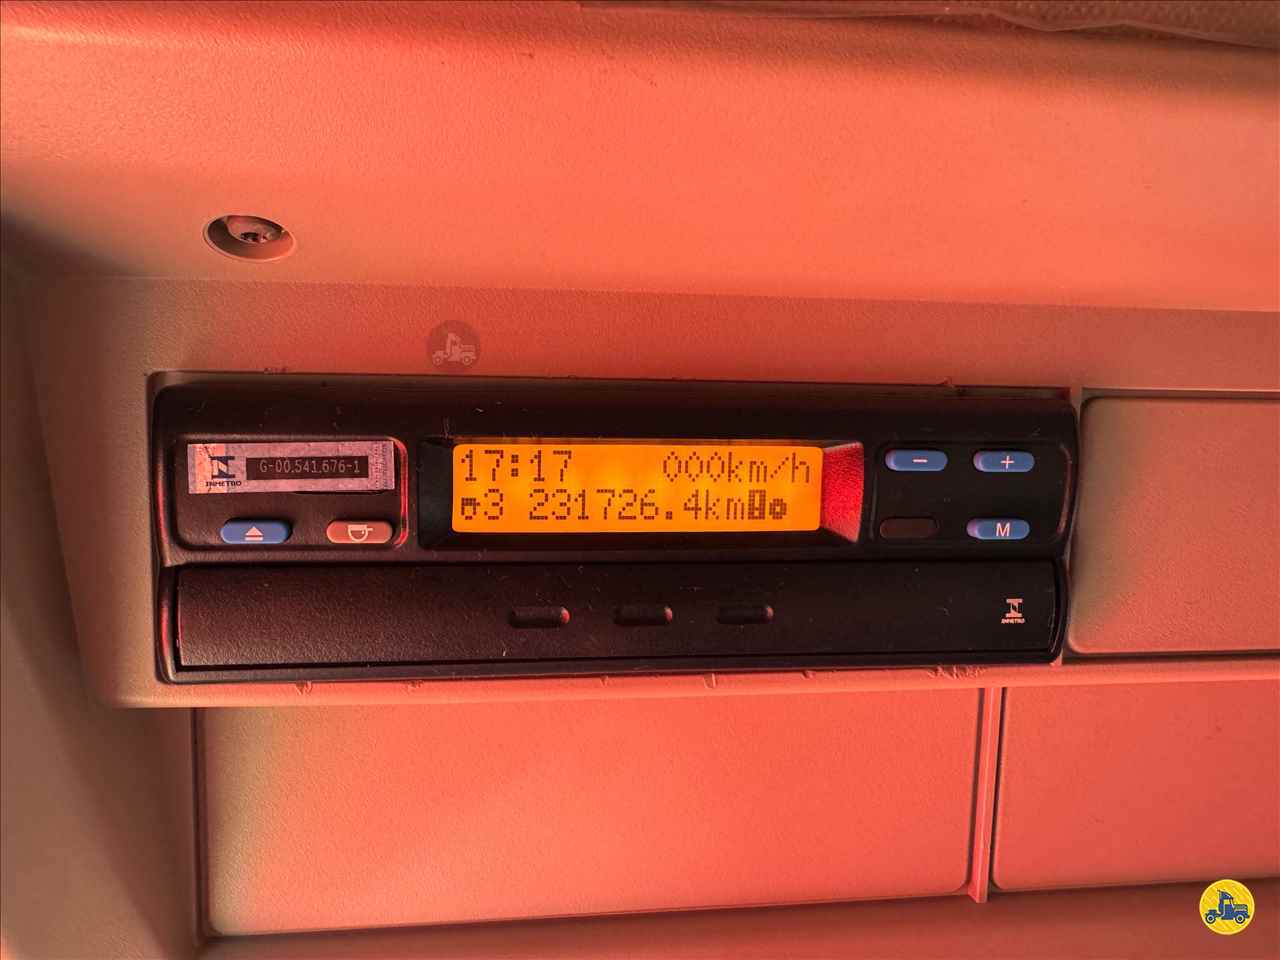 INMETRO
G-00.541.676-1
17:17 000km/h
3 231726.4km
M
INMETRO